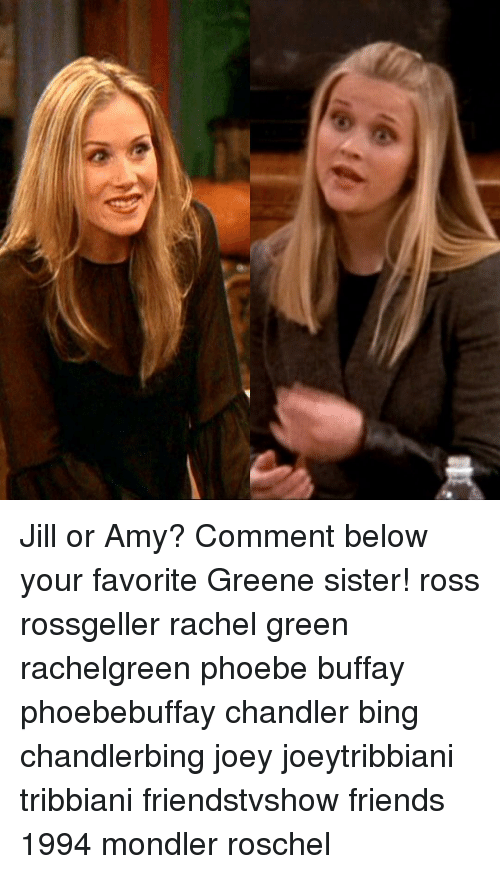 Jill or Amy? Comment below
your favorite Greene sister! ross
rossgeller rachel green
rachelgreen phoebe buffay
phoebebuffay chandler bing
chandlerbing joey joeytribbiani
tribbiani friendstvshow friends
1994 mondler roschel